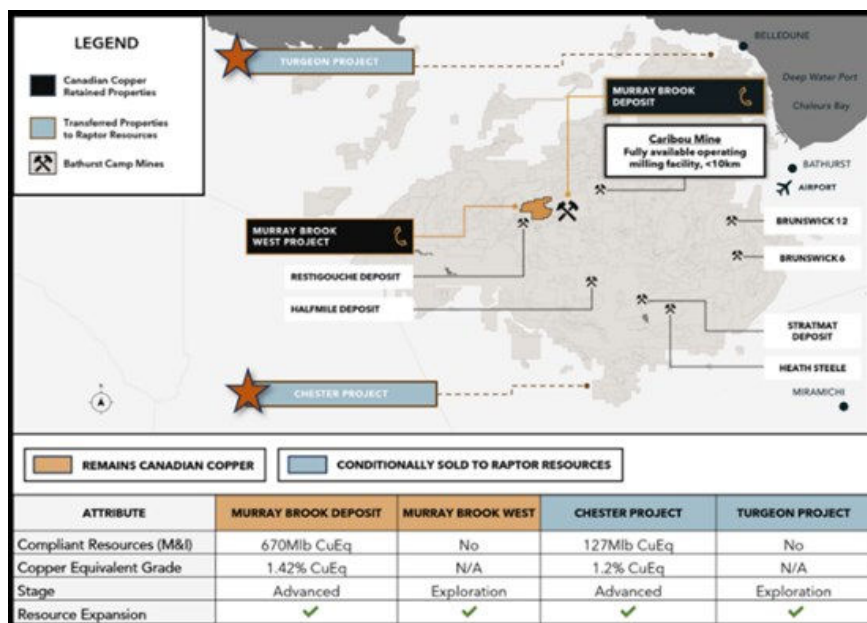 LEGEND
Canadian Copper
Retained Properties
Transferred Properties
to Raptor Resources
Bathurst Camp Mines
TURGEON PROJECT
BELLEDUNE
Deep Water Port
Chaleurs Bay
MURRAY BROOK
DEPOSIT
Caribou Mine
Fully available operating
milling facility, <10km
BATHURST
AIRPORT
MURRAY BROOK
WEST PROJECT
BRUNSWICK 12
RESTIGOUCHE DEPOSIT
BRUNSWICK 6
HALFMILE DEPOSIT
STRATMAT
DEPOSIT
HEATH STEELE
CHESTER PROJECT
MIRAMICHI
REMAINS CANADIAN COPPER
CONDITIONALLY SOLD TO RAPTOR RESOURCES
ATTRIBUTE MURRAY BROOK DEPOSIT MURRAY BROOK WEST CHESTER PROJECT TURGEON PROJECT
Compliant Resources (M&I) 670Mlb CuEq No 127Mlb CuEq No
Copper Equivalent Grade 1.42% CuEq N/A 1.2% CuEq N/A
Stage Advanced Exploration Advanced Exploration
Resource Expansion ✓ ✓ ✓ ✓